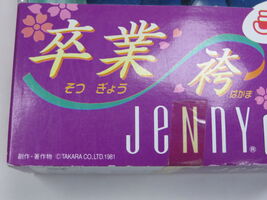 卒業 袴
そつ ぎょう はかま
JeNNY®
創作・著作物 ©TAKARA CO.,LTD.1981